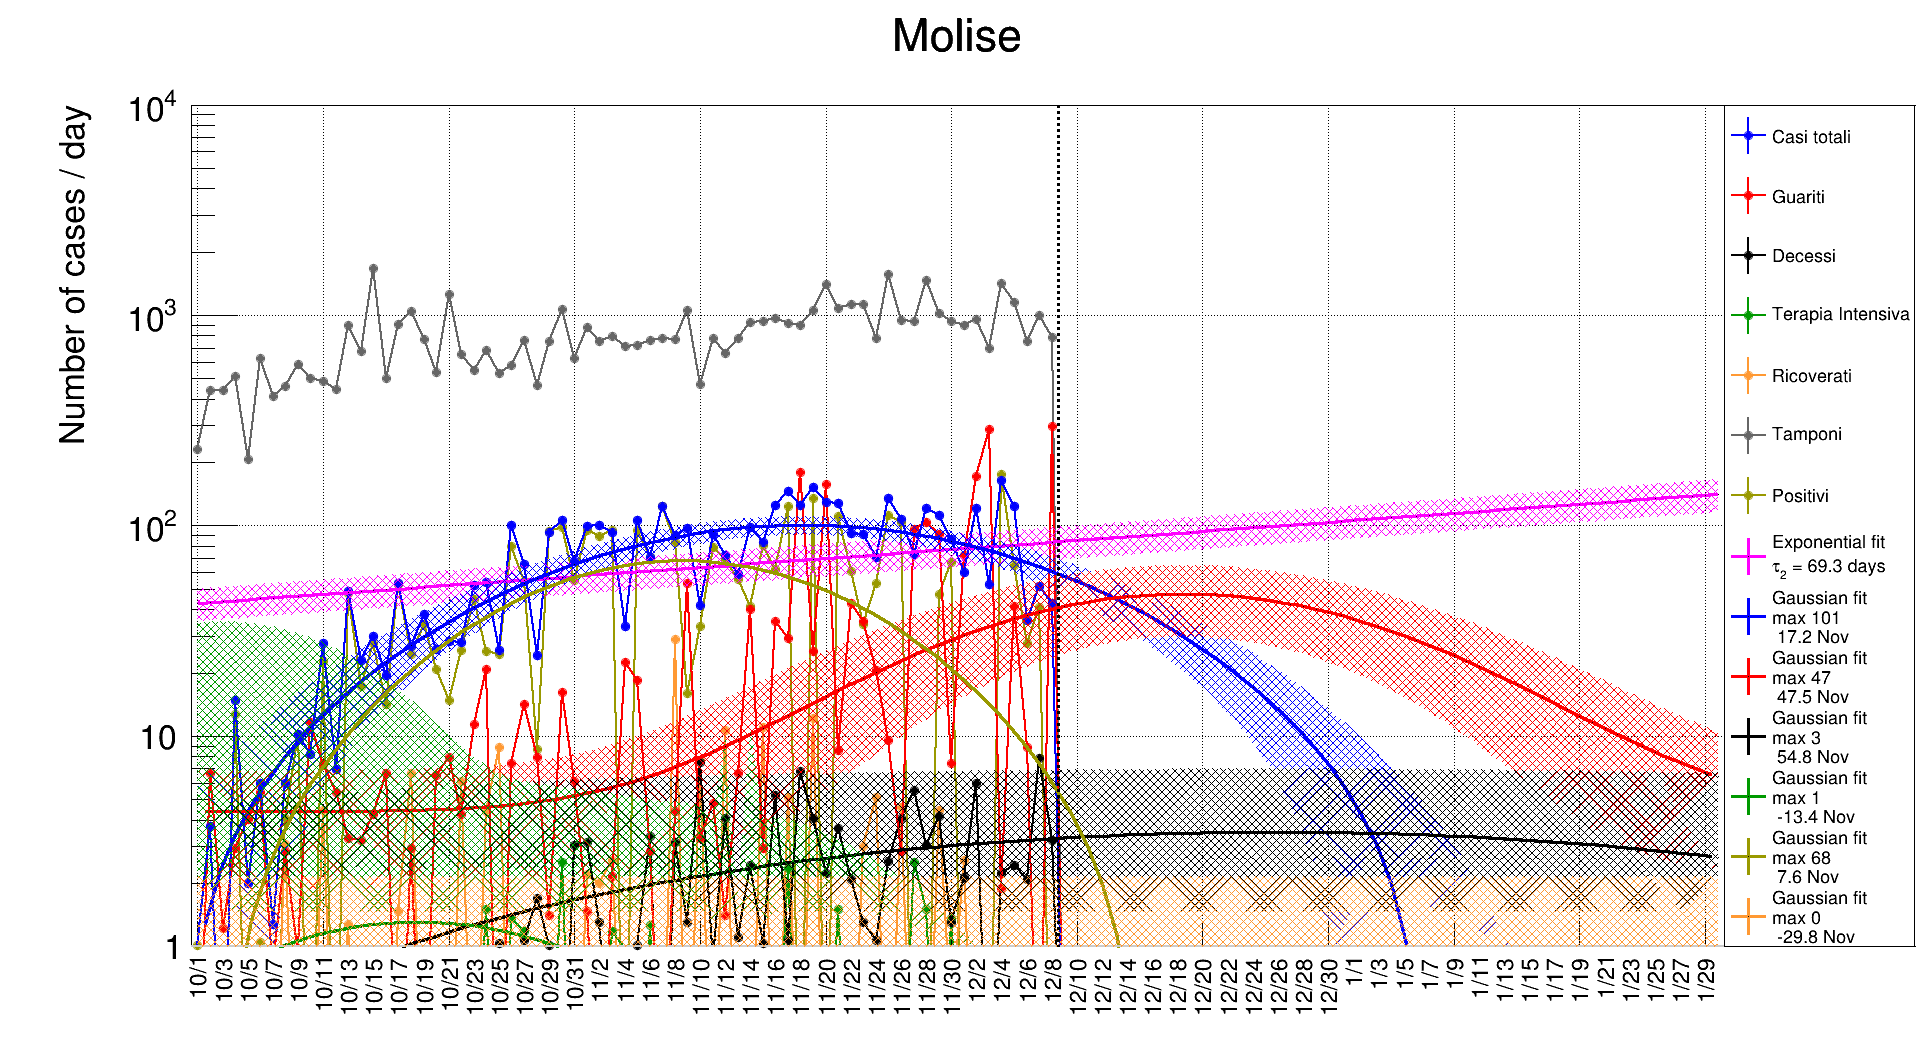 Molise
Number of cases / day
10^4
10^3
10^2
10
1
10/1
10/3
10/5
10/7
10/9
10/11
10/13
10/15
10/17
10/19
10/21
10/23
10/25
10/27
10/29
10/31
11/2
11/4
11/6
11/8
11/10
11/12
11/14
11/16
11/18
11/20
11/22
11/24
11/26
11/28
11/30
12/2
12/4
12/6
12/8
12/10
12/12
12/14
12/16
12/18
12/20
12/22
12/24
12/26
12/28
12/30
1/1
1/3
1/5
1/7
1/9
1/11
1/13
1/15
1/17
1/19
1/21
1/23
1/25
1/27
1/29
Casi totali
Guariti
Decessi
Terapia Intensiva
Ricoverati
Tamponi
Positivi
Exponential fit
τ2 = 69.3 days
Gaussian fit
max 101
17.2 Nov
Gaussian fit
max 47
47.5 Nov
Gaussian fit
max 3
54.8 Nov
Gaussian fit
max 1
-13.4 Nov
Gaussian fit
max 68
7.6 Nov
Gaussian fit
max 0
-29.8 Nov